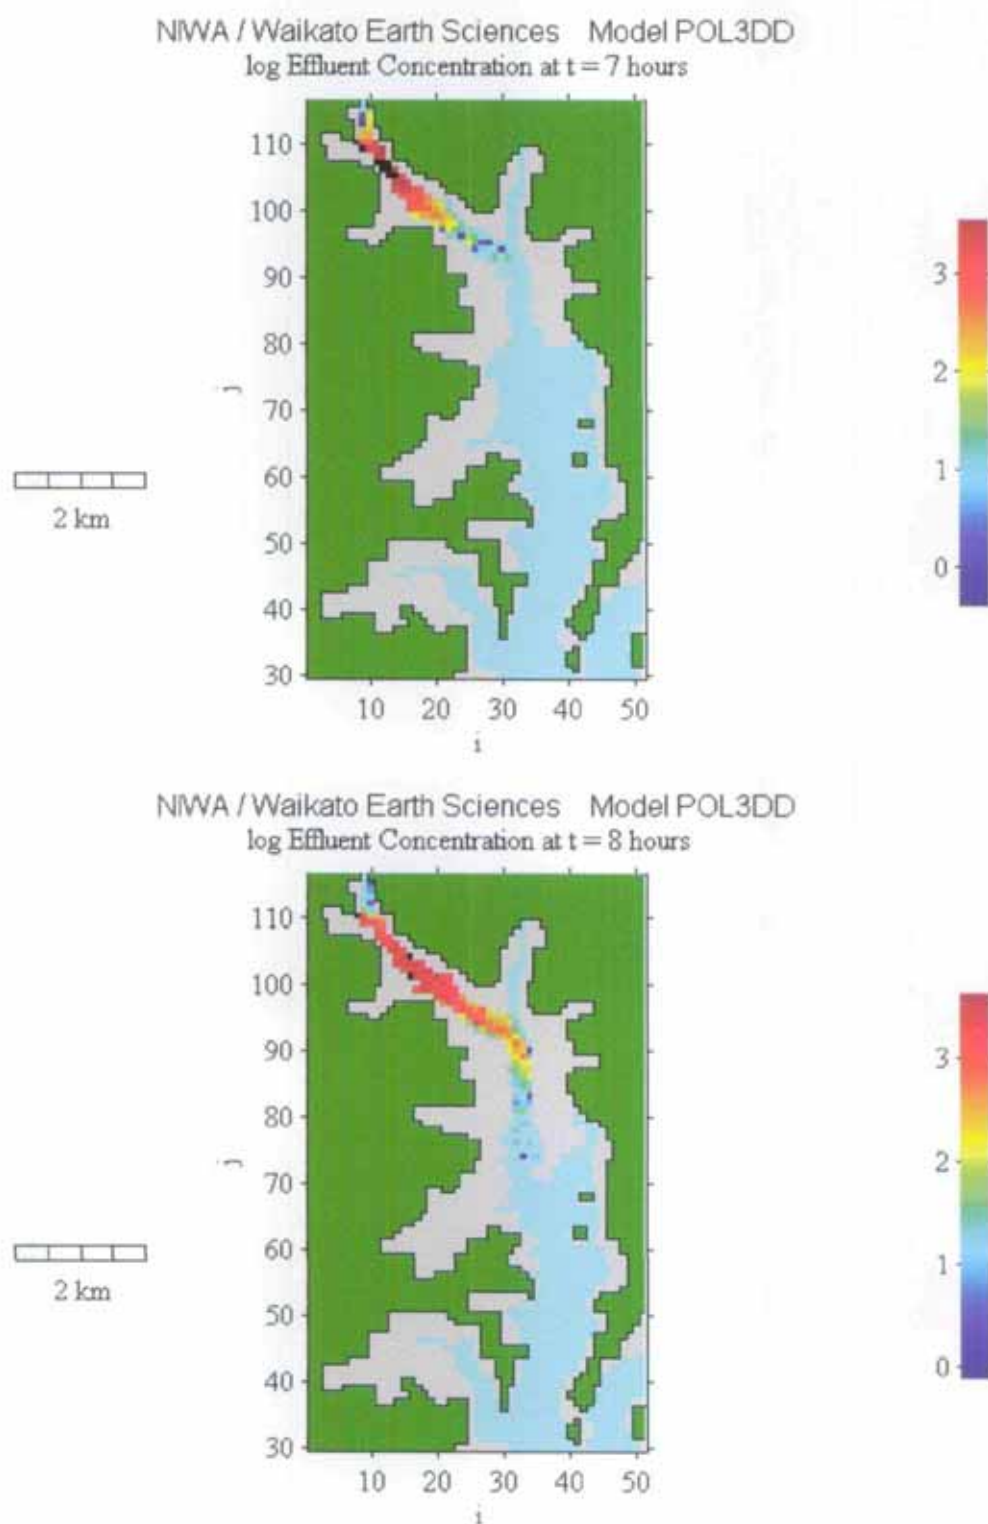 NIWA / Waikato Earth Sciences Model POL3DD
log Effluent Concentration at t = 7 hours
110
100
90
80
70
60
50
40
30
j
10 20 30 40 50
i
2 km
3
2
1
0
NIWA / Waikato Earth Sciences Model POL3DD
log Effluent Concentration at t = 8 hours
110
100
90
80
70
60
50
40
30
j
10 20 30 40 50
i
2 km
3
2
1
0